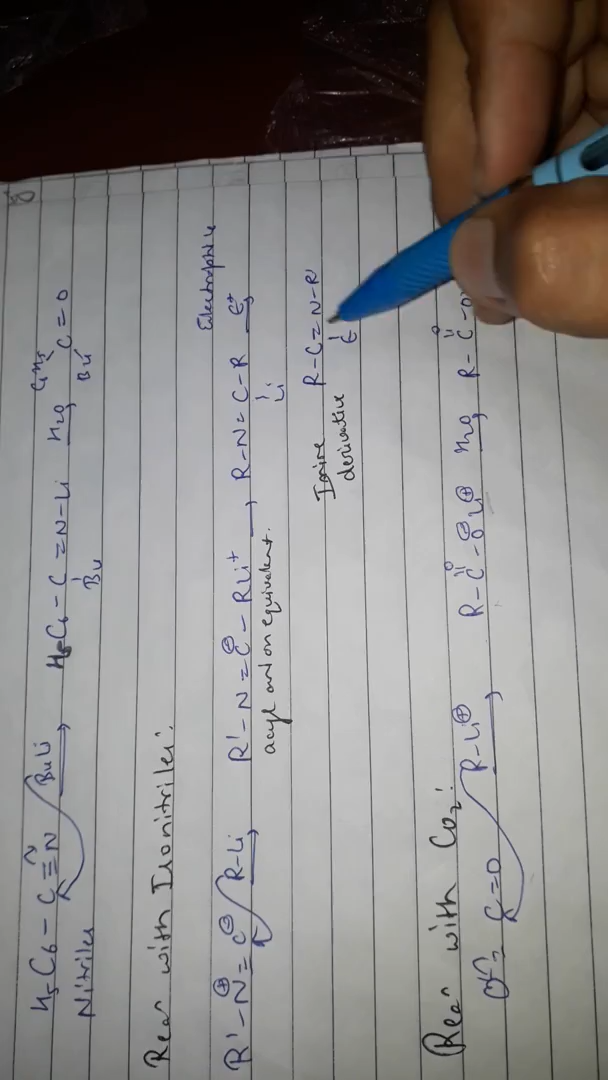 H5C6 – C ≡ N BuLi → H5C6 – C = N – Li H2O C6H5 C = O
Nitriles Bu Bu
Reaⁿ with Isonitriles:
Electrophile
R' – N⊕ ≡ C⊖ R-Li → R' – N = C⊖ – R Li⁺ → R – N = C – R E⁺
acyl anion equivalent. Li
Imine R – C = N – R'
derivative E
Reaⁿ with CO2:
O = C = O R – Li⊕ → R – C – O⊖ Li⊕ H2O R – C –
O O